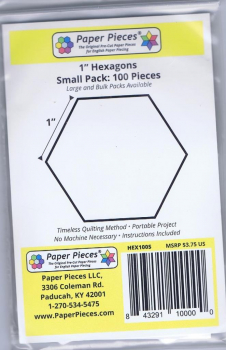 Paper Pieces®
The Original Pre-Cut Paper Pieces
for English Paper Piecing
1" Hexagons
Small Pack: 100 Pieces
Large and Bulk Packs Available
1"
Timeless Quilting Method • Portable Project
No Machine Necessary • Instructions Included
Paper Pieces®
The Original Pre-Cut Paper Pieces
for English Paper Piecing
HEX100S MSRP $3.75 US
Paper Pieces LLC,
3306 Coleman Rd.
Paducah, KY 42001
1-270-534-5475
www.PaperPieces.com
8 43291 10000 0